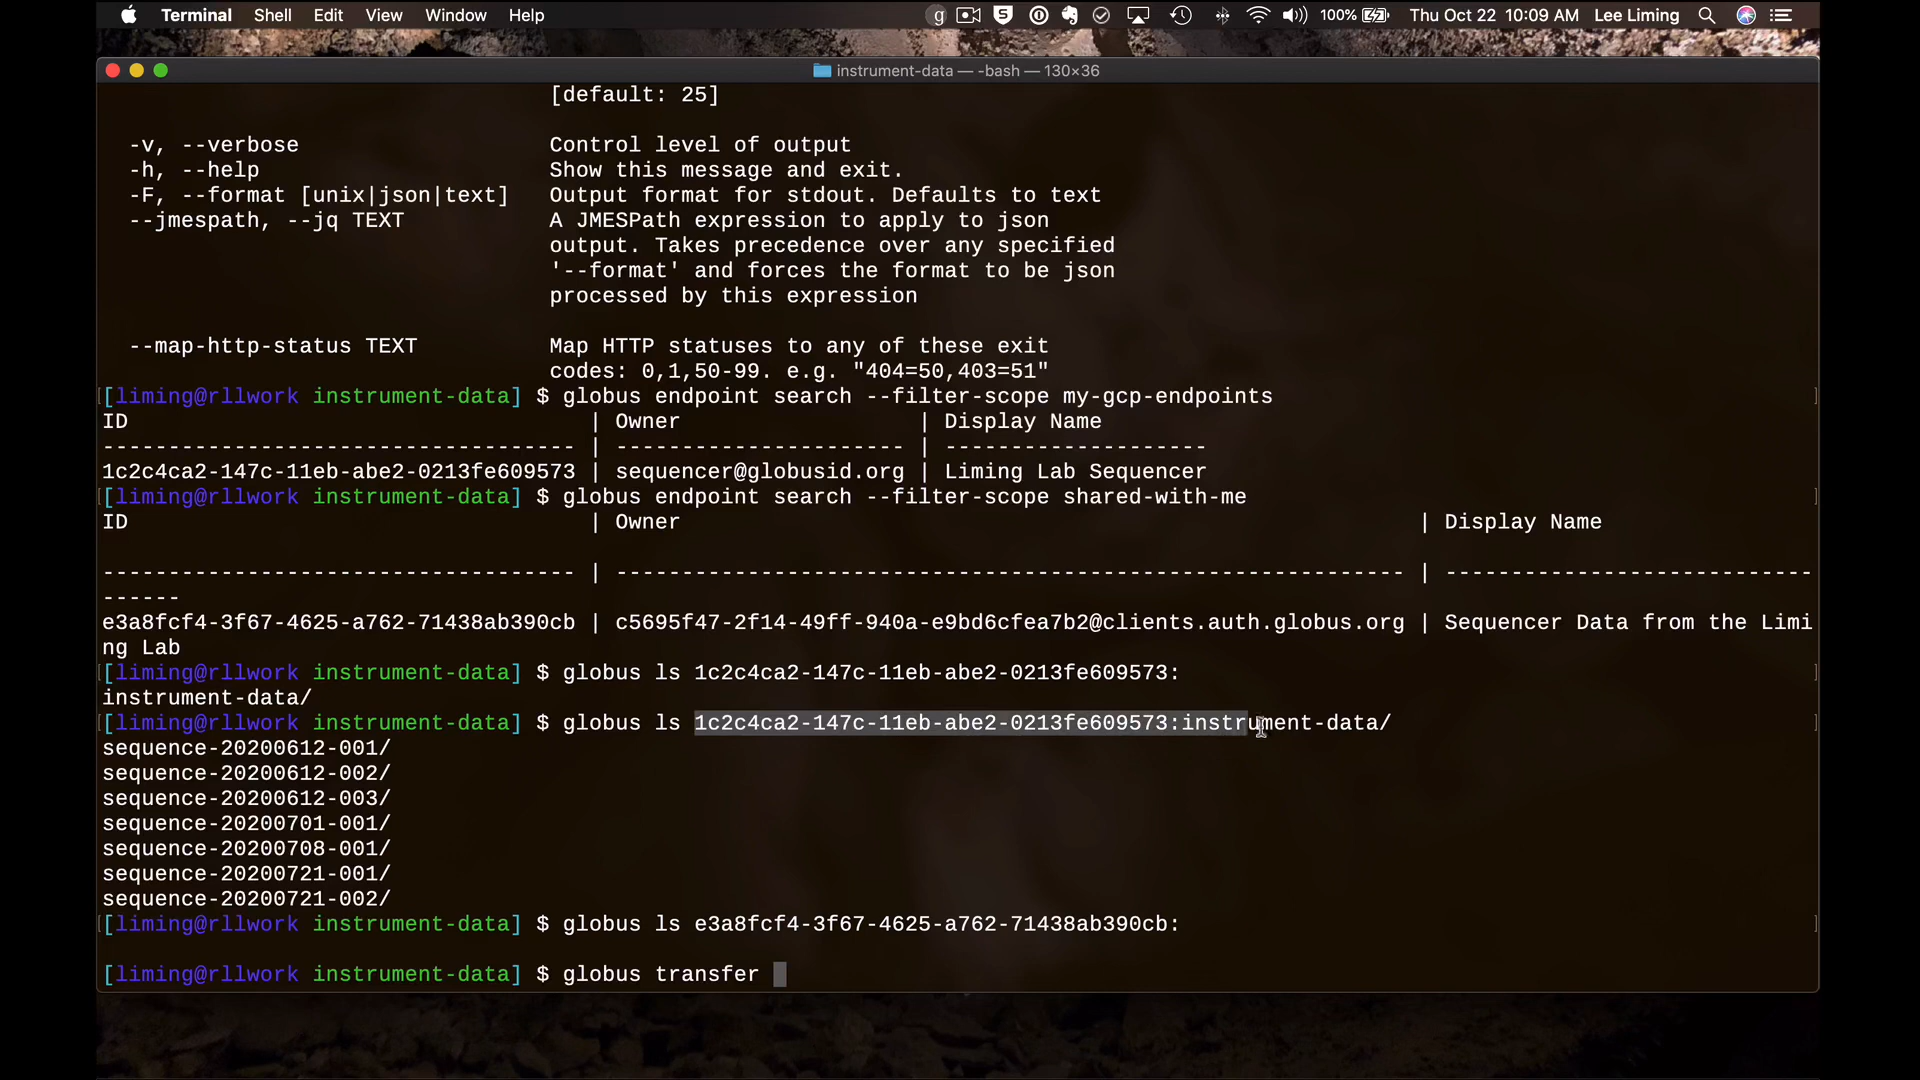 Terminal Shell Edit View Window Help 100% Thu Oct 22 10:09 AM Lee Liming
instrument-data — -bash — 130×36
[default: 25]
-v, --verbose Control level of output
-h, --help Show this message and exit.
-F, --format [unix|json|text] Output format for stdout. Defaults to text
--jmespath, --jq TEXT A JMESPath expression to apply to json
output. Takes precedence over any specified
'--format' and forces the format to be json
processed by this expression
--map-http-status TEXT Map HTTP statuses to any of these exit
codes: 0,1,50-99. e.g. "404=50,403=51"
[liming@rllwork instrument-data] $ globus endpoint search --filter-scope my-gcp-endpoints
ID | Owner | Display Name
------------------------------------ | ---------------------- | --------------------
1c2c4ca2-147c-11eb-abe2-0213fe609573 | sequencer@globusid.org | Liming Lab Sequencer
[liming@rllwork instrument-data] $ globus endpoint search --filter-scope shared-with-me
ID | Owner | Display Name
------------------------------------ | ------------------------------------------------------------ | ----------------------------
------
e3a8fcf4-3f67-4625-a762-71438ab390cb | c5695f47-2f14-49ff-940a-e9bd6cfea7b2@clients.auth.globus.org | Sequencer Data from the Limi
ng Lab
[liming@rllwork instrument-data] $ globus ls 1c2c4ca2-147c-11eb-abe2-0213fe609573:
instrument-data/
[liming@rllwork instrument-data] $ globus ls 1c2c4ca2-147c-11eb-abe2-0213fe609573:instrument-data/
sequence-20200612-001/
sequence-20200612-002/
sequence-20200612-003/
sequence-20200701-001/
sequence-20200708-001/
sequence-20200721-001/
sequence-20200721-002/
[liming@rllwork instrument-data] $ globus ls e3a8fcf4-3f67-4625-a762-71438ab390cb:
[liming@rllwork instrument-data] $ globus transfer